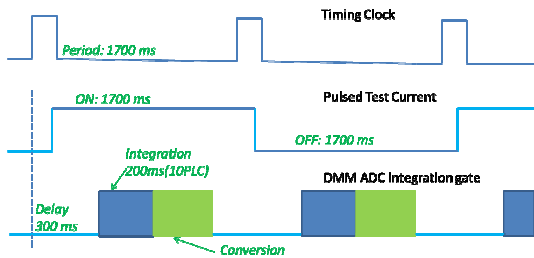 Timing Clock
Period: 1700 ms
ON: 1700 ms
Pulsed Test Current
OFF: 1700 ms
Integration
200ms(10PLC)
DMM ADC Integration gate
Delay
300 ms
Conversion